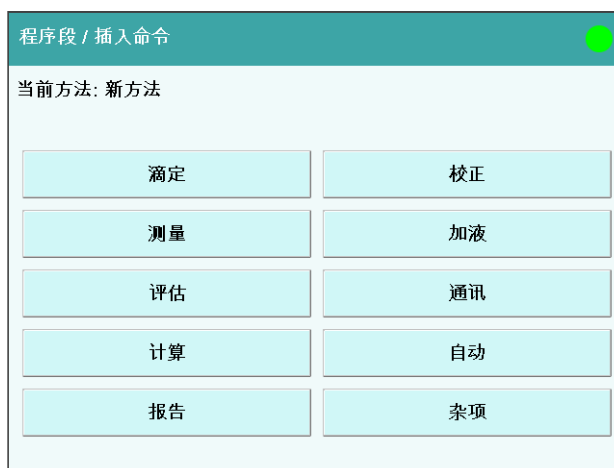 程序段 / 插入命令
当前方法: 新方法
滴定 校正
测量 加液
评估 通讯
计算 自动
报告 杂项